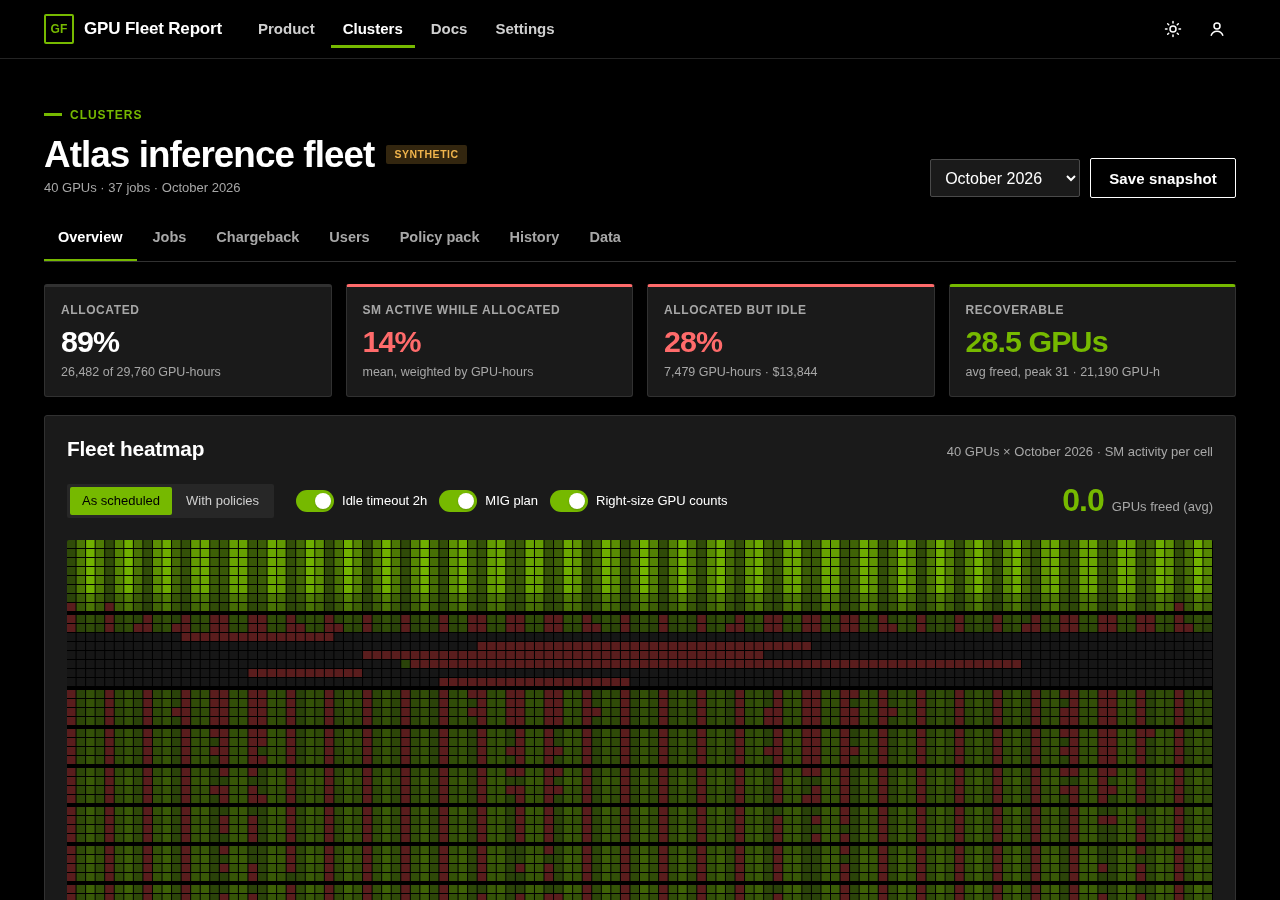 GF GPU Fleet Report Product Clusters Docs Settings
CLUSTERS
Atlas inference fleet SYNTHETIC
40 GPUs · 37 jobs · October 2026
October 2026 Save snapshot
Overview Jobs Chargeback Users Policy pack History Data
ALLOCATED
89%
26,482 of 29,760 GPU-hours
SM ACTIVE WHILE ALLOCATED
14%
mean, weighted by GPU-hours
ALLOCATED BUT IDLE
28%
7,479 GPU-hours · $13,844
RECOVERABLE
28.5 GPUs
avg freed, peak 31 · 21,190 GPU-h
Fleet heatmap
40 GPUs × October 2026 · SM activity per cell
As scheduled With policies Idle timeout 2h MIG plan Right-size GPU counts
0.0 GPUs freed (avg)